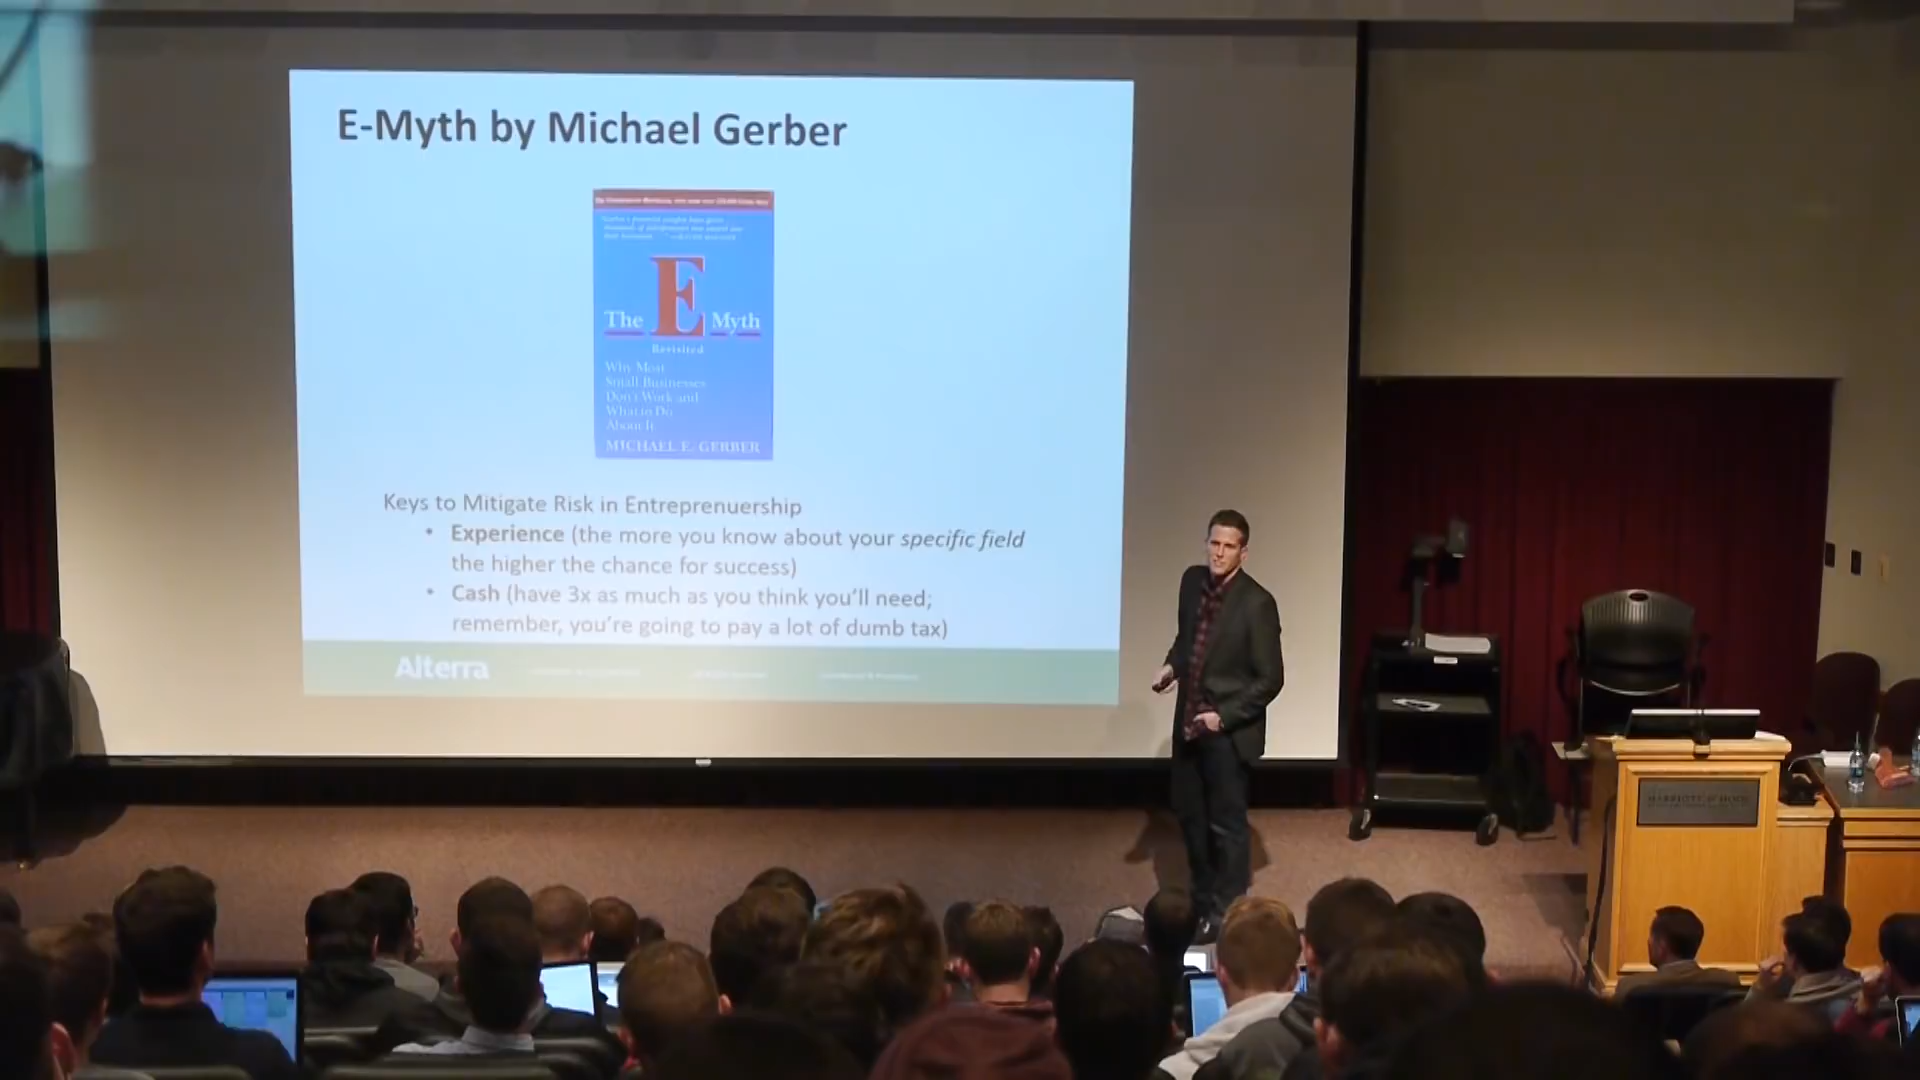 E-Myth by Michael Gerber
The E Myth
Revisited
Why Most
Small Businesses
Don't Work and
What to Do
About It
MICHAEL E. GERBER
Keys to Mitigate Risk in Entreprenuership
• Experience (the more you know about your specific field
the higher the chance for success)
• Cash (have 3x as much as you think you'll need;
remember, you're going to pay a lot of dumb tax)
Alterra
MARRIOTT SCHOOL